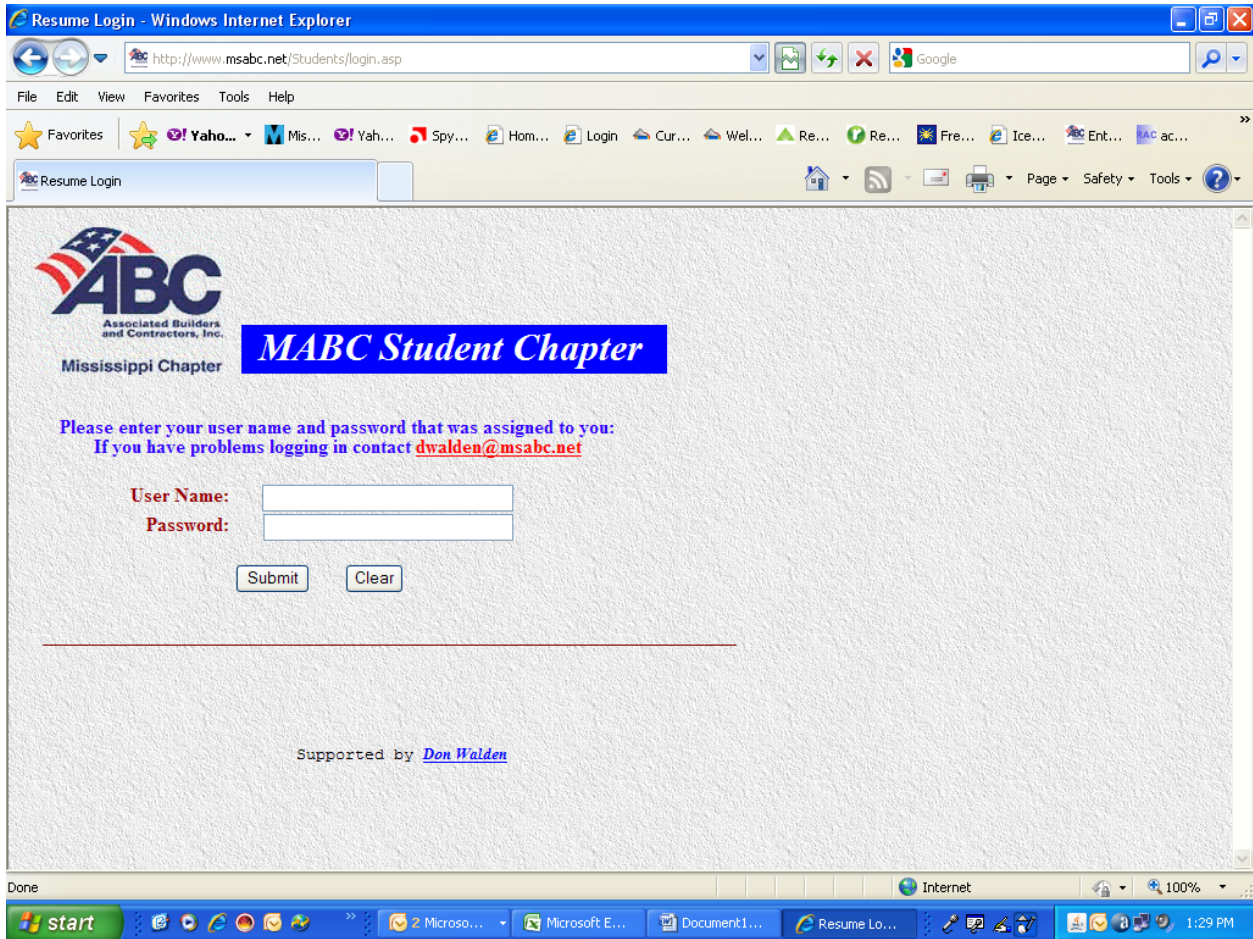 Resume Login - Windows Internet Explorer
http://www.msabc.net/Students/login.asp
Google
File Edit View Favorites Tools Help
Favorites Yaho... Mis... Yah... Spy... Hom... Login Cur... Wel... Re... Re... Fre... Ice... Ent... RAC ac... »
Resume Login
Page Safety Tools
ABC
Associated Builders
and Contractors, Inc.
Mississippi Chapter
MABC Student Chapter
Please enter your user name and password that was assigned to you:
If you have problems logging in contact dwalden@msabc.net
User Name:
Password:
Submit Clear
Supported by Don Walden
Done Internet 100%
start » 2 Microso... Microsoft E... Document1... Resume Lo... 1:29 PM